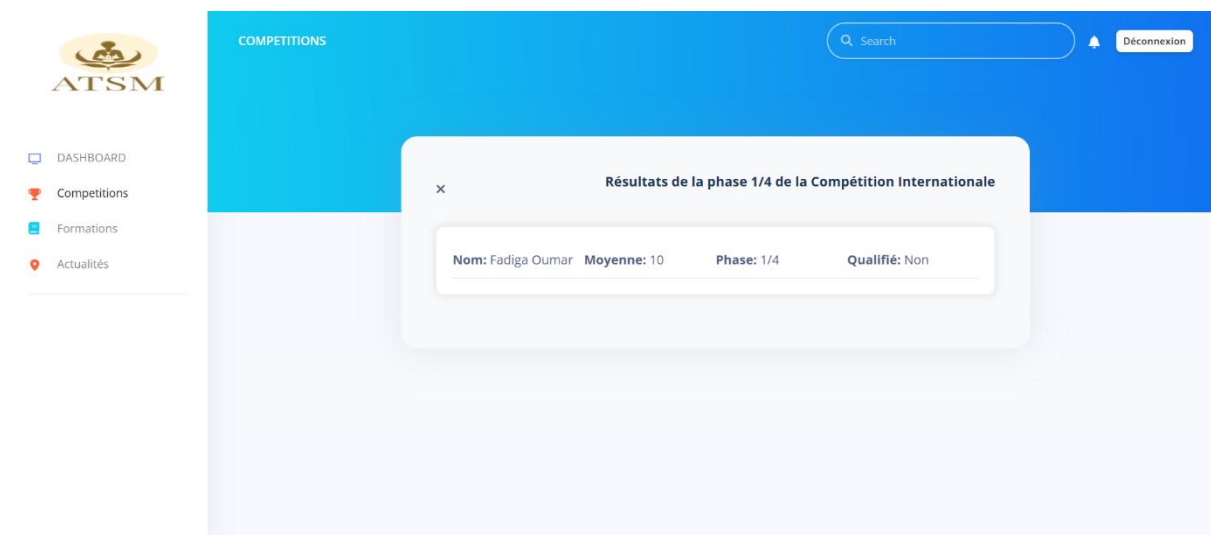 ATSM
DASHBOARD
Competitions
Formations
Actualités
COMPETITIONS
Search
Déconnexion
×
Résultats de la phase 1/4 de la Compétition Internationale
Nom: Fadiga Oumar Moyenne: 10 Phase: 1/4 Qualifié: Non